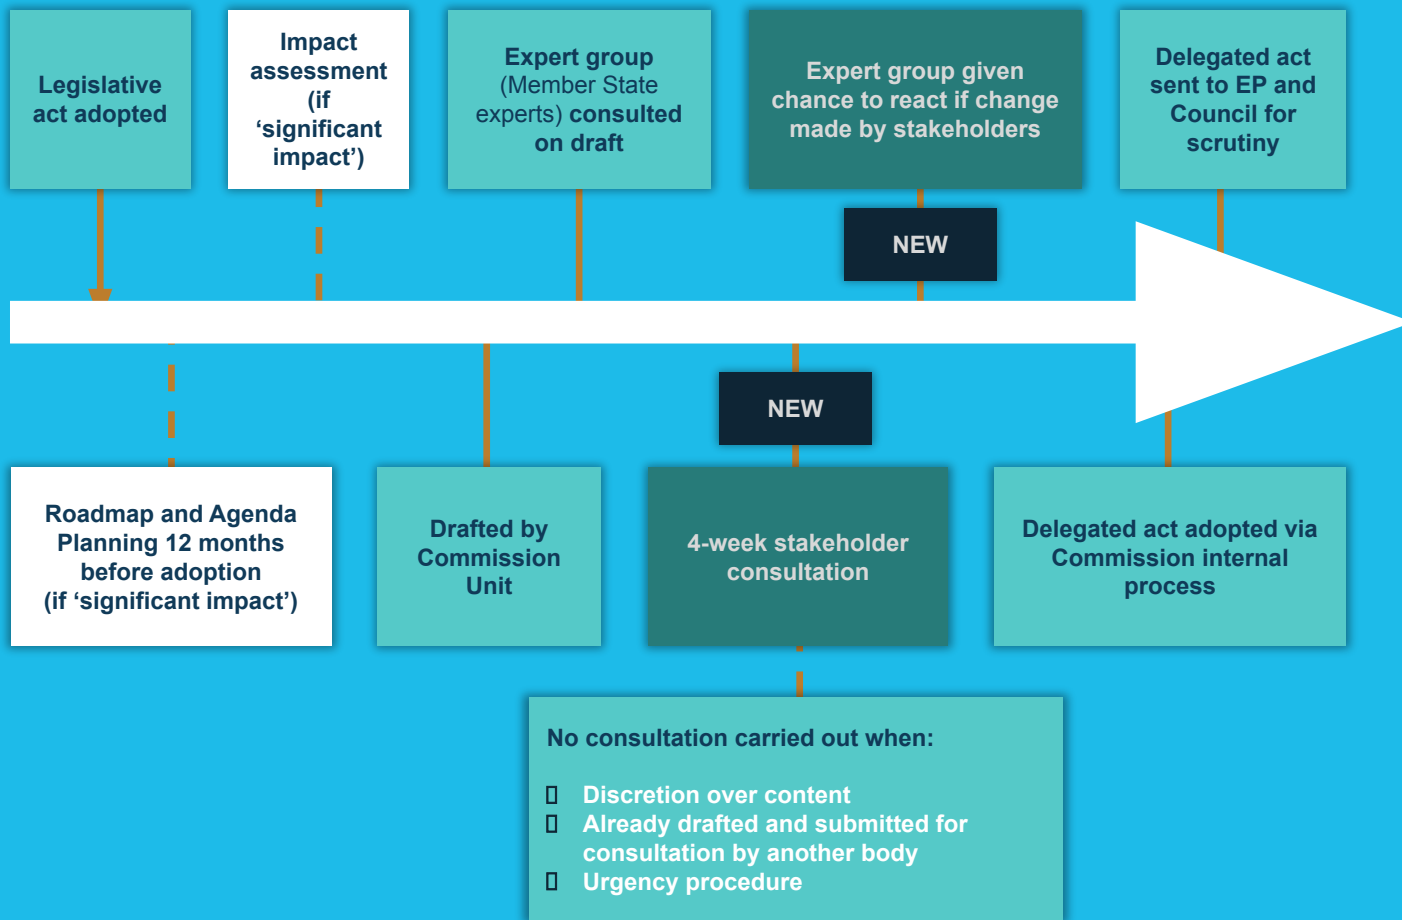 Legislative
act adopted
Impact
assessment
(if
‘significant
impact’)
Expert group
(Member State
experts) consulted
on draft
Expert group given
chance to react if change
made by stakeholders
Delegated act
sent to EP and
Council for
scrutiny
NEW
NEW
Roadmap and Agenda
Planning 12 months
before adoption
(if ‘significant impact’)
Drafted by
Commission
Unit
4-week stakeholder
consultation
Delegated act adopted via
Commission internal
process
No consultation carried out when:
Discretion over content
Already drafted and submitted for
consultation by another body
Urgency procedure